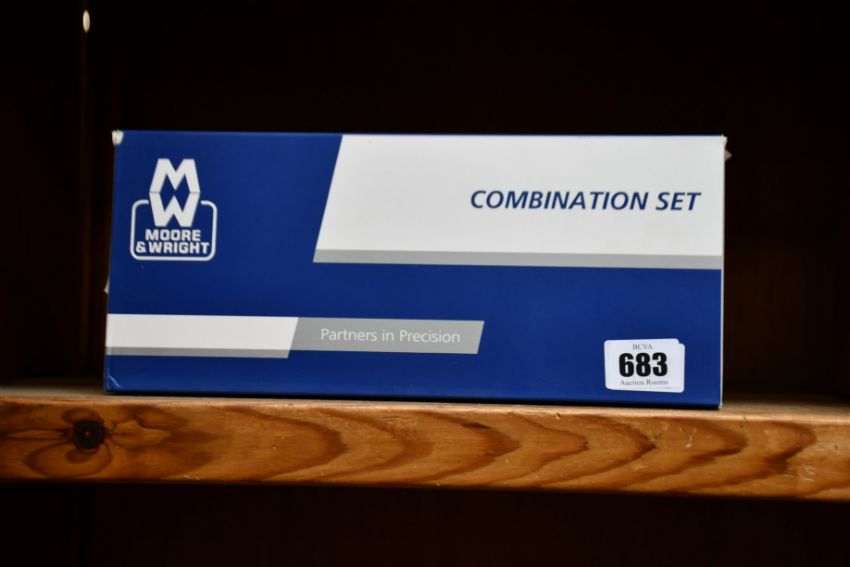 MW
MOORE
& WRIGHT
COMBINATION SET
Partners in Precision
BCVA
683
Auction Rooms